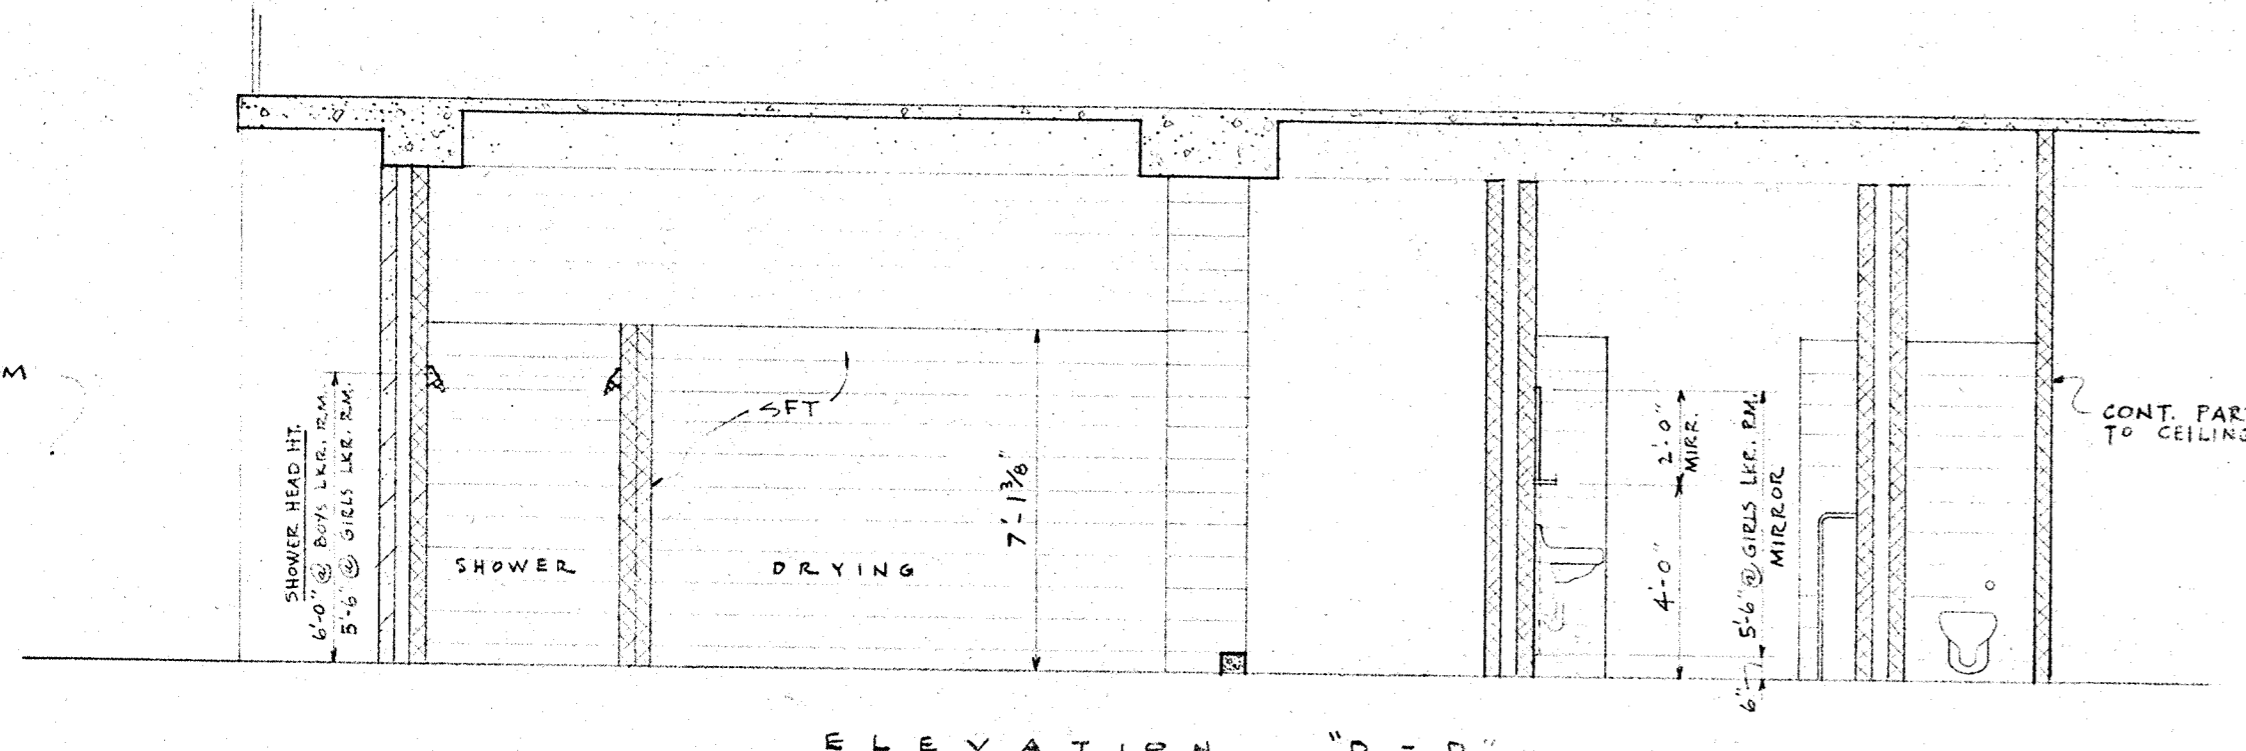 M
SHOWER HEAD HT.
6'-0" @ BOYS LKR. RM.
5'-6" @ GIRLS LKR. RM.
SHOWER
DRYING
SFT
7'-1 3/8"
2'-0"
MIRR.
4'-0"
5'-6" @ GIRLS LKR. RM.
MIRROR
6"
CONT. PAR
TO CEILING
ELEVATION "D-D"